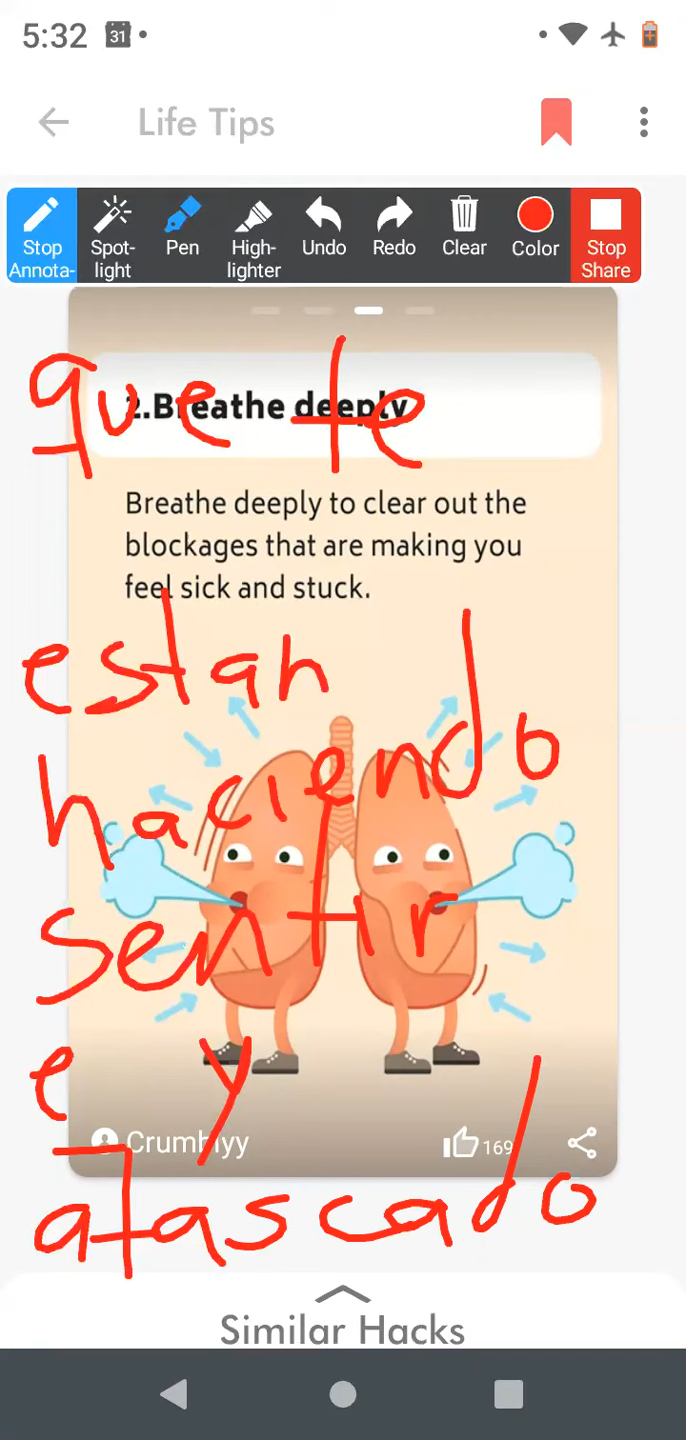 5:32 31
Life Tips
Stop Annota- Spot-light Pen High-lighter Undo Redo Clear Color Stop Share
que te
2.Breathe deeply
Breathe deeply to clear out the
blockages that are making you
feel sick and stuck.
estan
haciendo
sentir
e y
Crumblyy 169
atascado
Similar Hacks